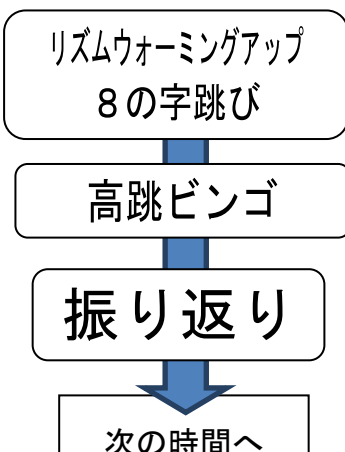 リズムウォーミングアップ
８の字跳び
高跳ビンゴ
振り返り
次の時間へ